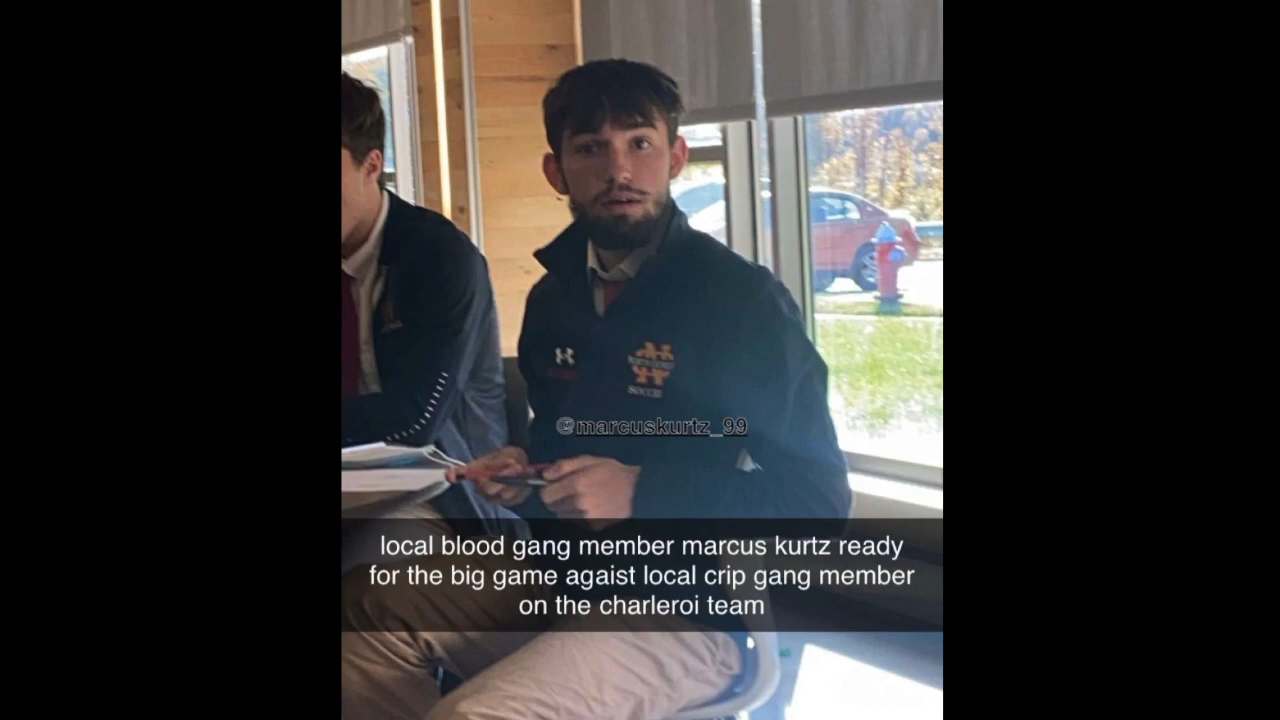 SOCCER
@marcuskurtz_99
local blood gang member marcus kurtz ready
for the big game agaist local crip gang member
on the charleroi team